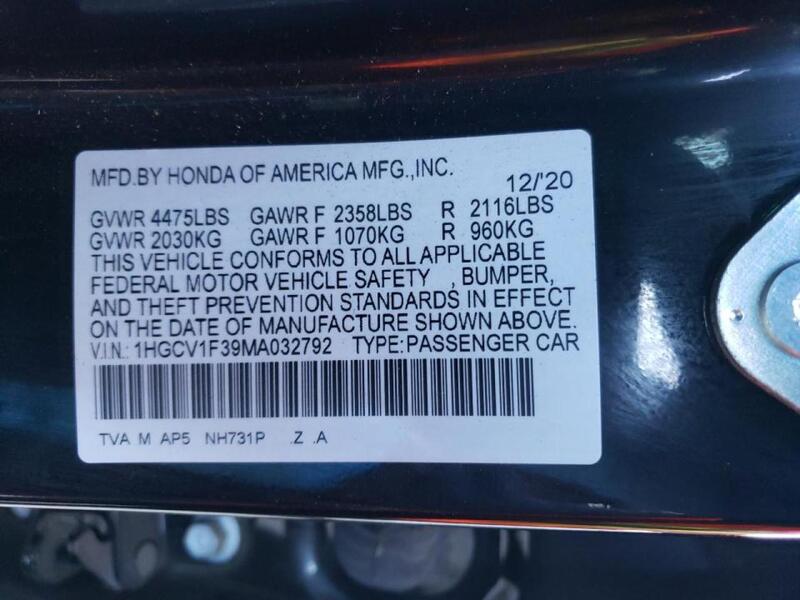 MFD.BY HONDA OF AMERICA MFG.,INC. 12/'20
GVWR 4475LBS GAWR F 2358LBS R 2116LBS
GVWR 2030KG GAWR F 1070KG R 960KG
THIS VEHICLE CONFORMS TO ALL APPLICABLE
FEDERAL MOTOR VEHICLE SAFETY , BUMPER,
AND THEFT PREVENTION STANDARDS IN EFFECT
ON THE DATE OF MANUFACTURE SHOWN ABOVE.
V.I.N.: 1HGCV1F39MA032792 TYPE:PASSENGER CAR
TVA M AP5 NH731P .Z .A